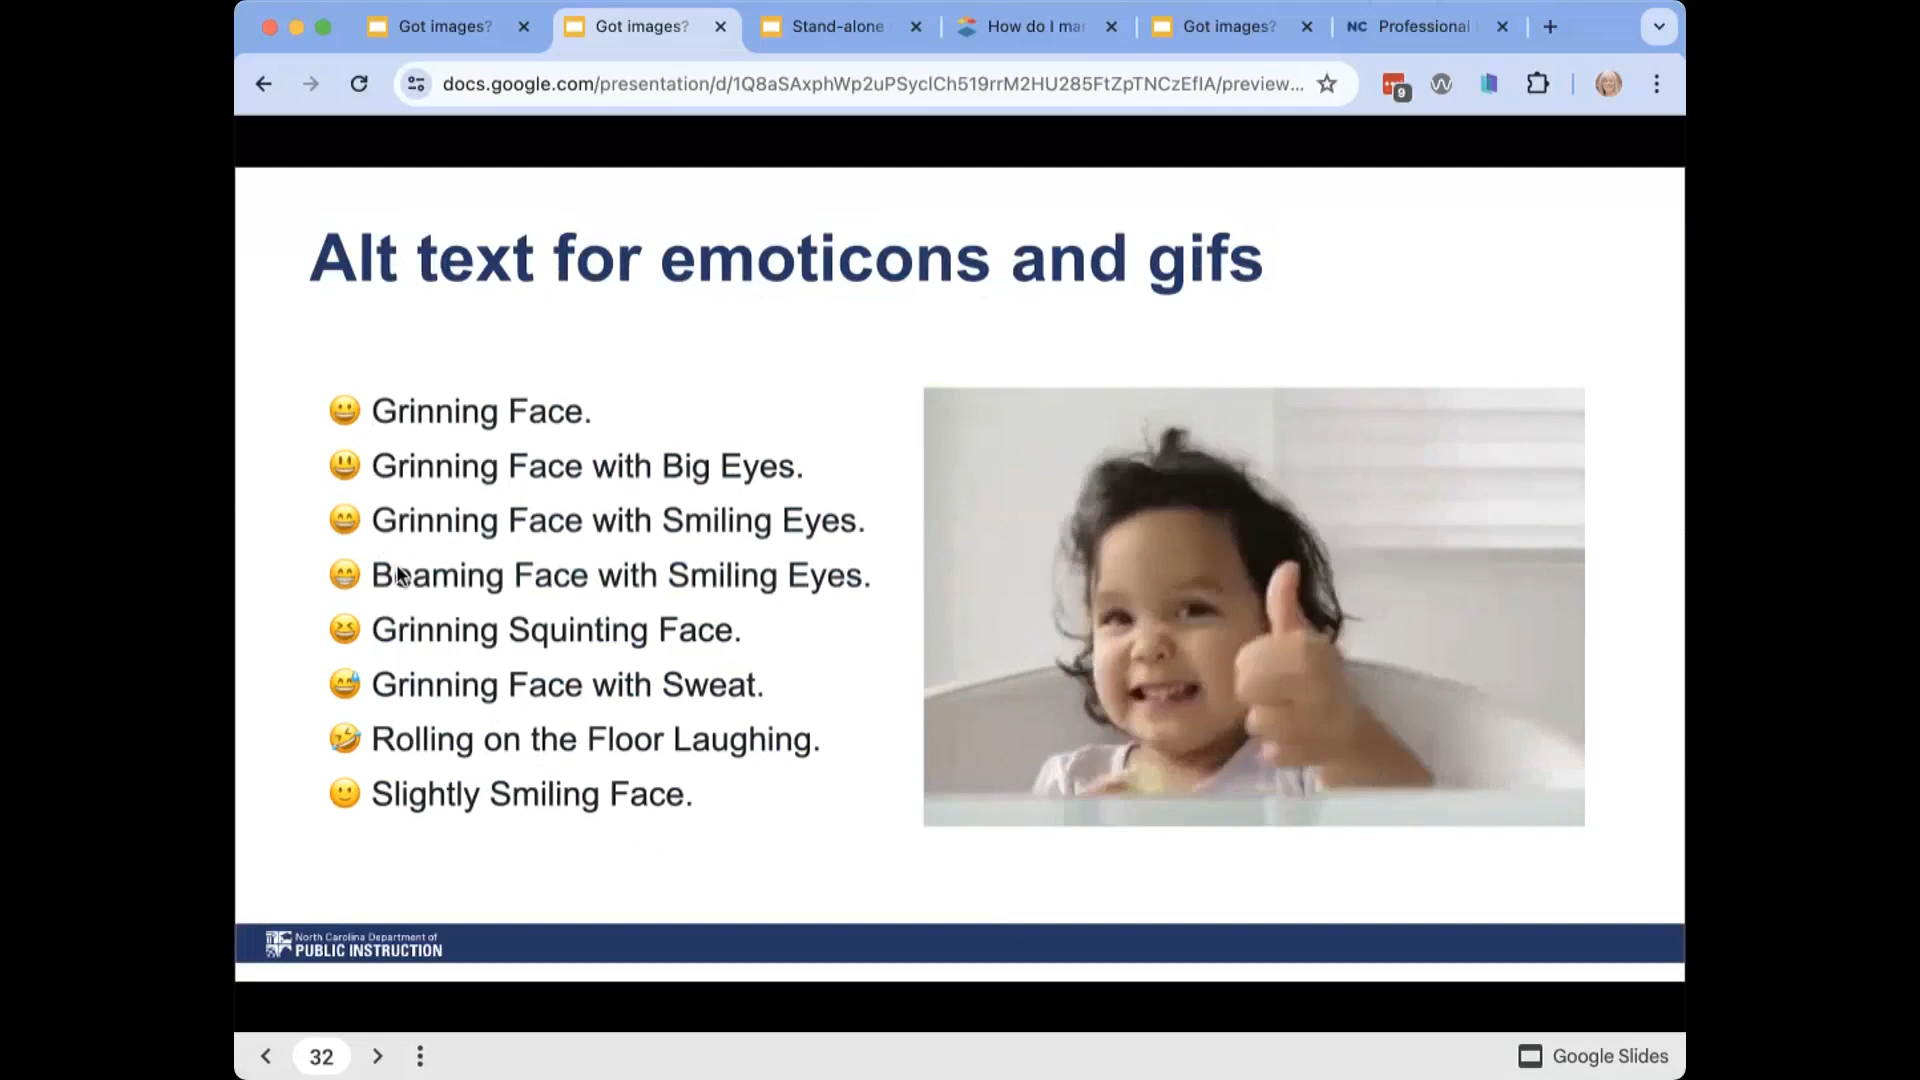 Got images?
Got images?
Stand-alone
How do I mar
Got images?
NC Professional
docs.google.com/presentation/d/1Q8aSAxphWp2uPSyclCh519rrM2HU285FtZpTNCzEfIA/preview...
9
Alt text for emoticons and gifs
😀 Grinning Face.
😃 Grinning Face with Big Eyes.
😄 Grinning Face with Smiling Eyes.
😁 Beaming Face with Smiling Eyes.
😆 Grinning Squinting Face.
😅 Grinning Face with Sweat.
🤣 Rolling on the Floor Laughing.
🙂 Slightly Smiling Face.
North Carolina Department of
PUBLIC INSTRUCTION
32
Google Slides